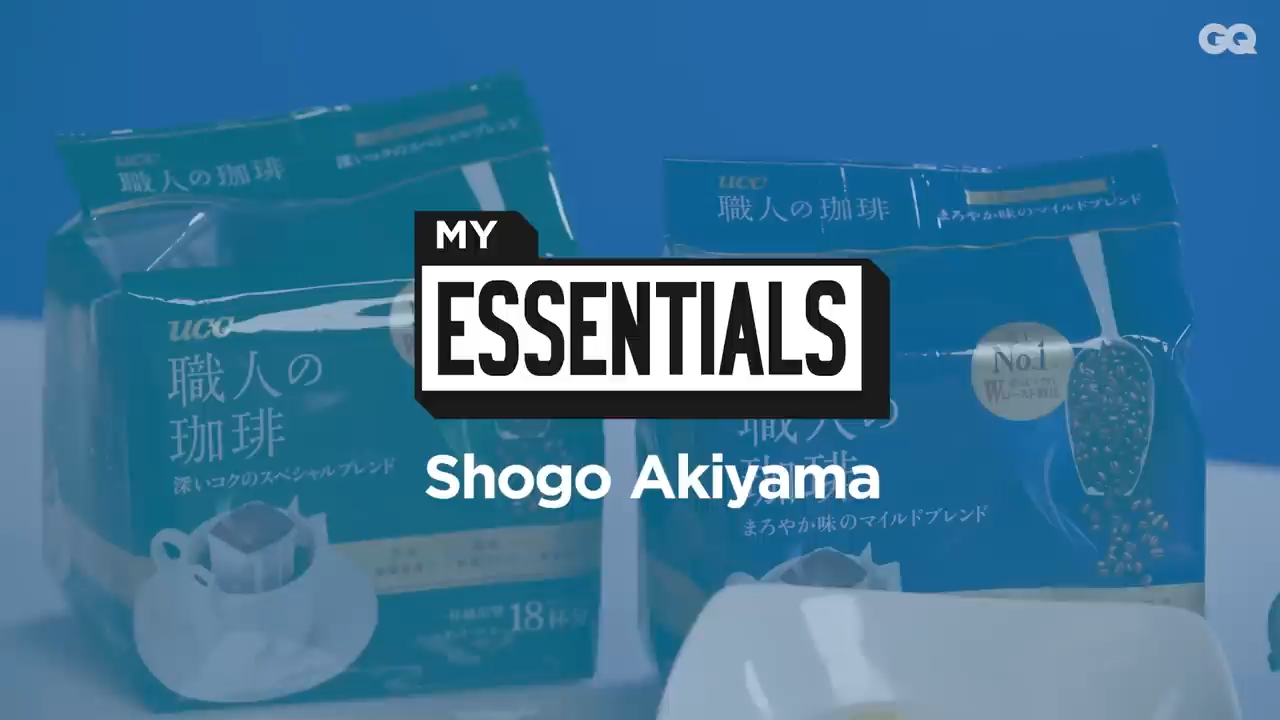 GQ
ucc
職人の珈琲
深いコクのスペシャルブレンド
ucc
職人の珈琲
深いコクのスペシャルブレンド
18杯分
ucc
職人の珈琲
まろやか味のマイルドブレンド
No.1
W
職人の
珈琲
まろやか味のマイルドブレンド
MY
ESSENTIALS
Shogo Akiyama